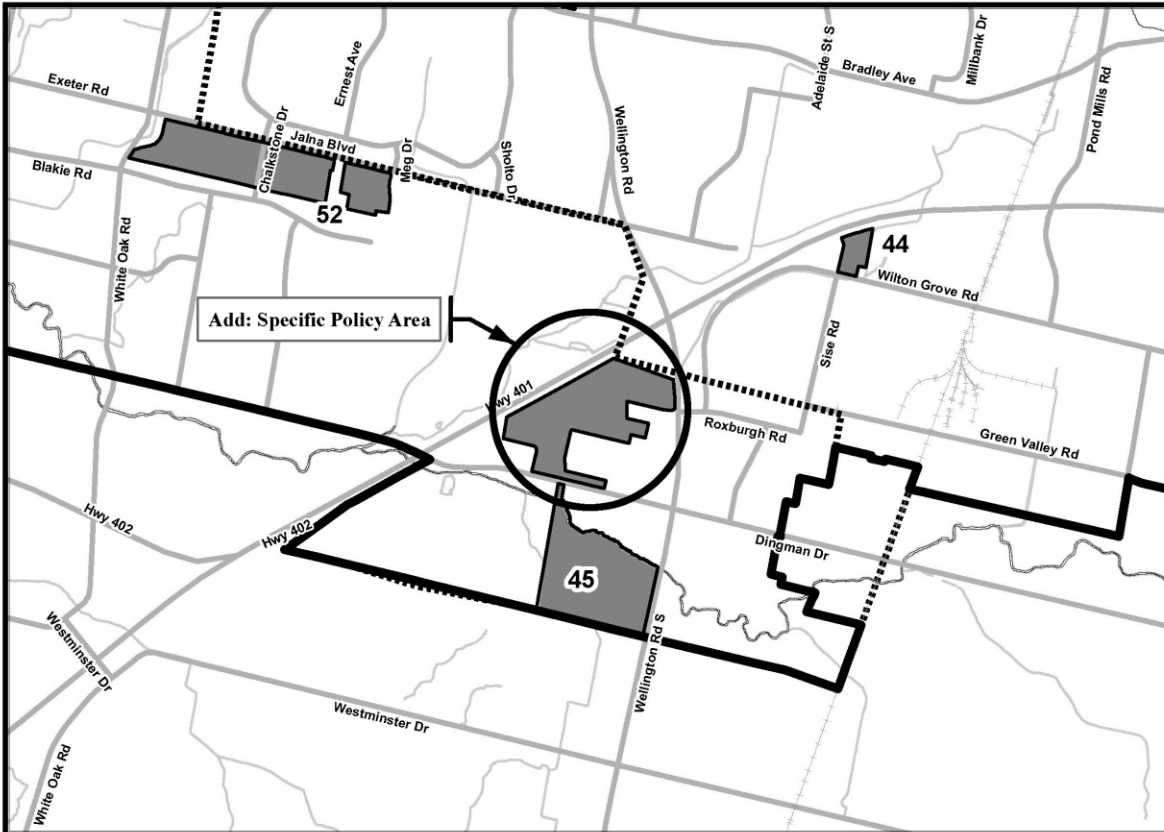 Exeter Rd
Ernest Ave
Adelaide St S
Millbank Dr
Bradley Ave
Pond Mills Rd
Wellington Rd
Chalkstone Dr
Jalna Blvd
Meg Dr
Sholto Dr
Blakie Rd
52
White Oak Rd
44
Wilton Grove Rd
Add: Specific Policy Area
Sise Rd
Hwy 401
Roxburgh Rd
Green Valley Rd
Hwy 402
Hwy 402
Dingman Dr
45
Westminster Dr
Wellington Rd S
Westminster Dr
White Oak Rd